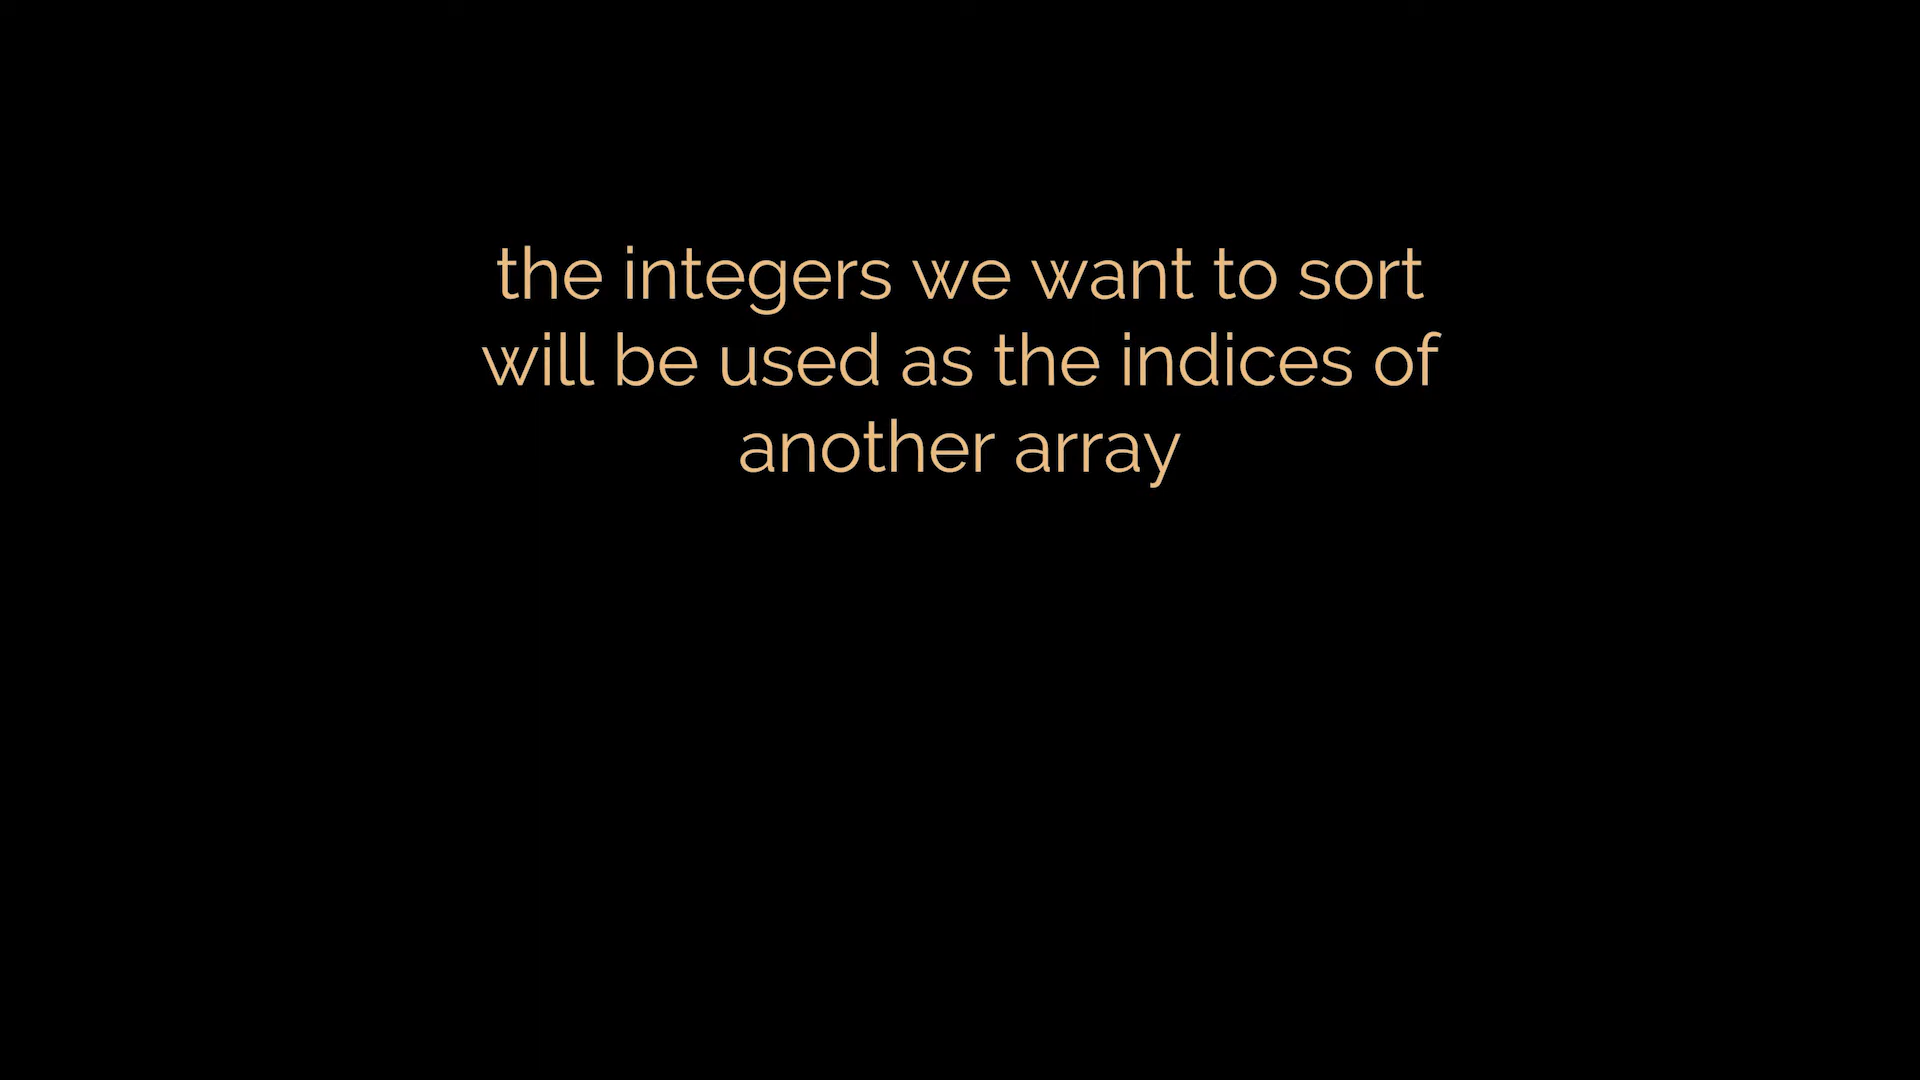 the integers we want to sort
will be used as the indices of
another array